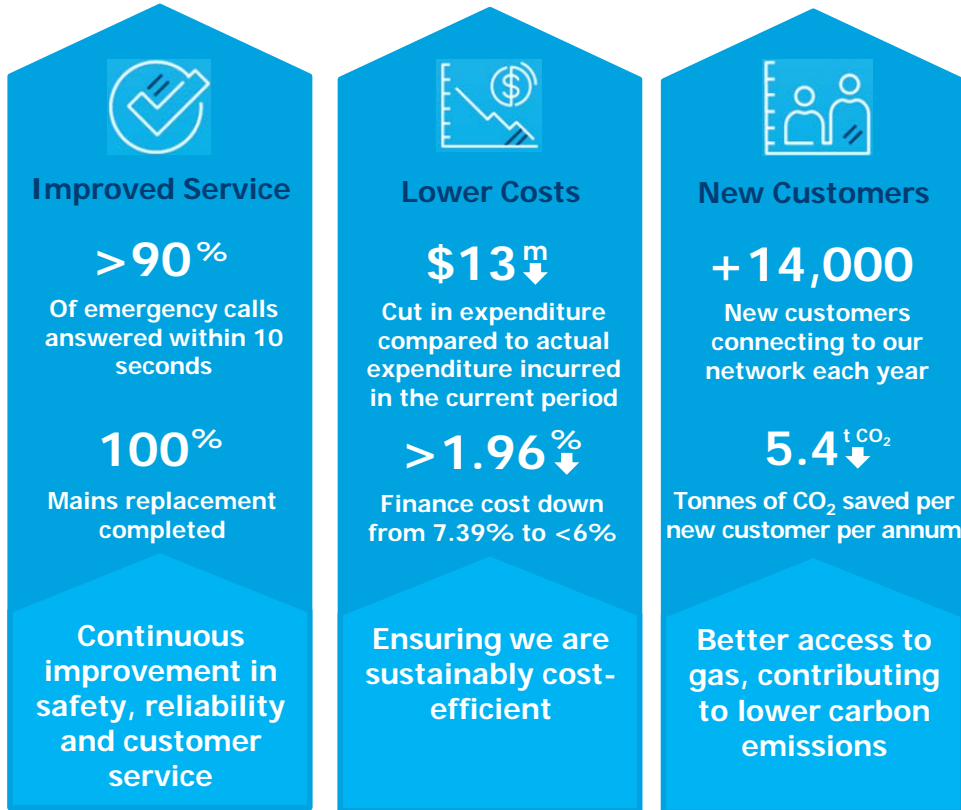 Improved Service
>90%
Of emergency calls
answered within 10
seconds
100%
Mains replacement
completed
Continuous
improvement in
safety, reliability
and customer
service
Lower Costs
$13m
Cut in expenditure
compared to actual
expenditure incurred
in the current period
>1.96%
Finance cost down
from 7.39% to <6%
Ensuring we are
sustainably cost-
efficient
New Customers
+14,000
New customers
connecting to our
network each year
5.4 t CO₂
Tonnes of CO₂ saved per
new customer per annum
Better access to
gas, contributing
to lower carbon
emissions